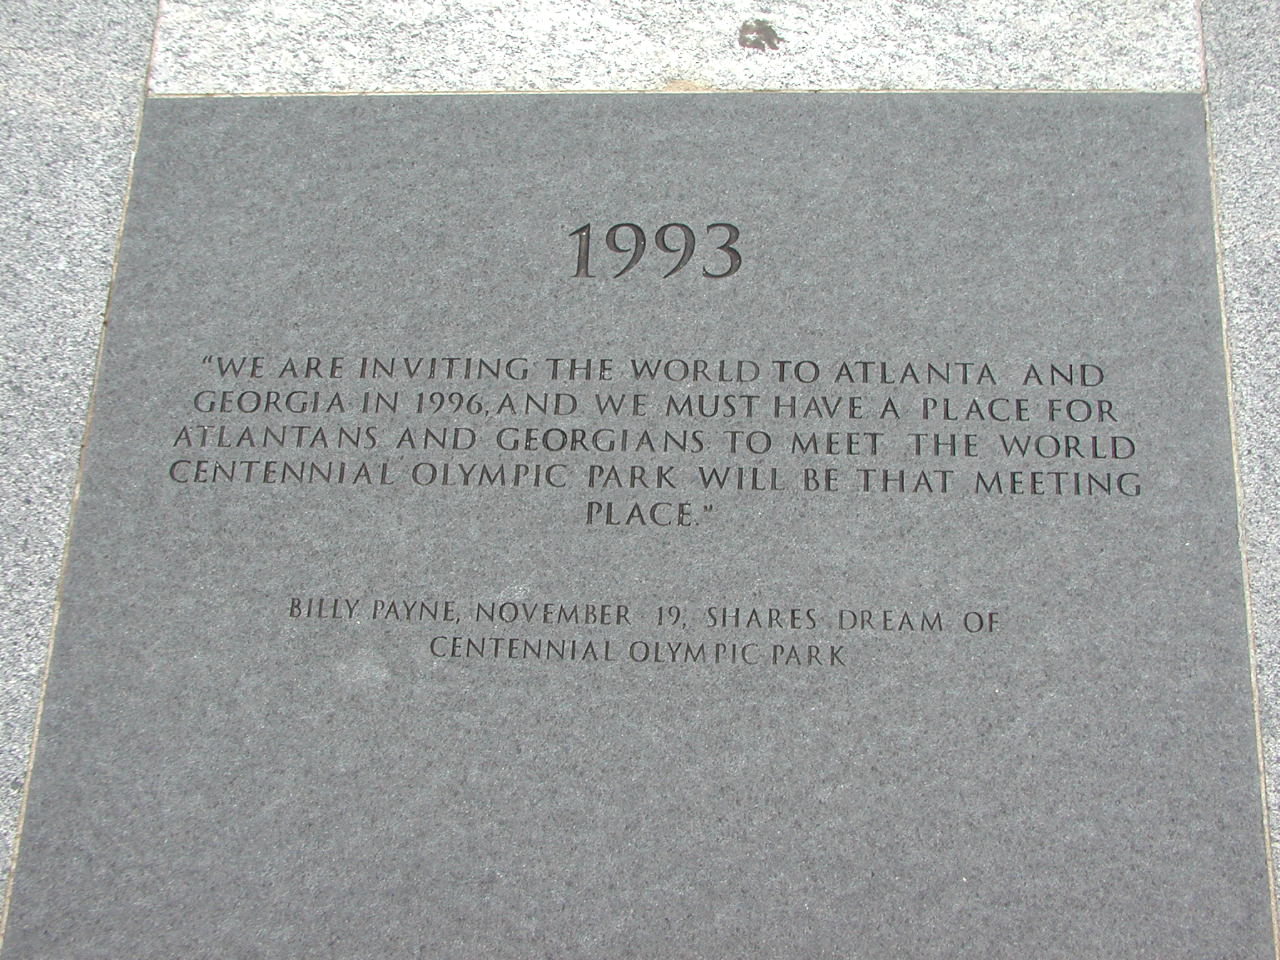 1993
“WE ARE INVITING THE WORLD TO ATLANTA AND
GEORGIA IN 1996, AND WE MUST HAVE A PLACE FOR
ATLANTANS AND GEORGIANS TO MEET THE WORLD
CENTENNIAL OLYMPIC PARK WILL BE THAT MEETING
PLACE.”
BILLY PAYNE, NOVEMBER 19, SHARES DREAM OF
CENTENNIAL OLYMPIC PARK